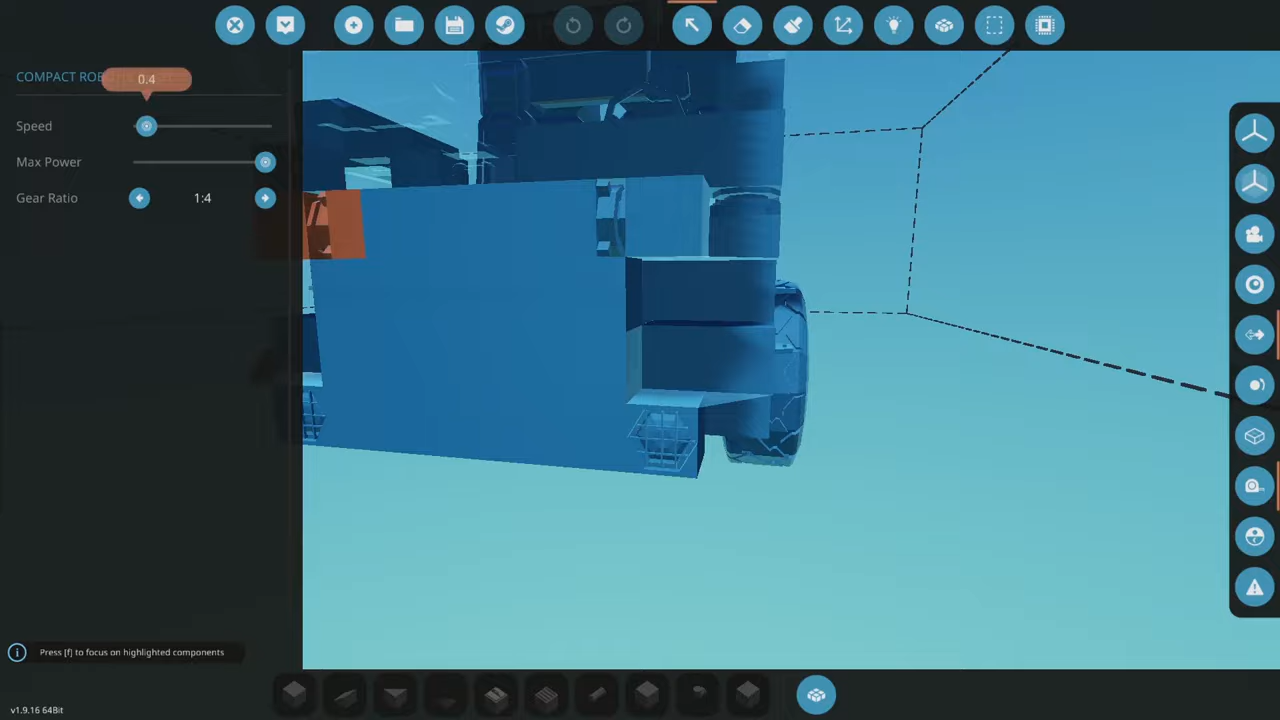 COMPACT ROB
0.4
Speed
Max Power
Gear Ratio
1:4
Press [f] to focus on highlighted components
v1.9.16 64Bit